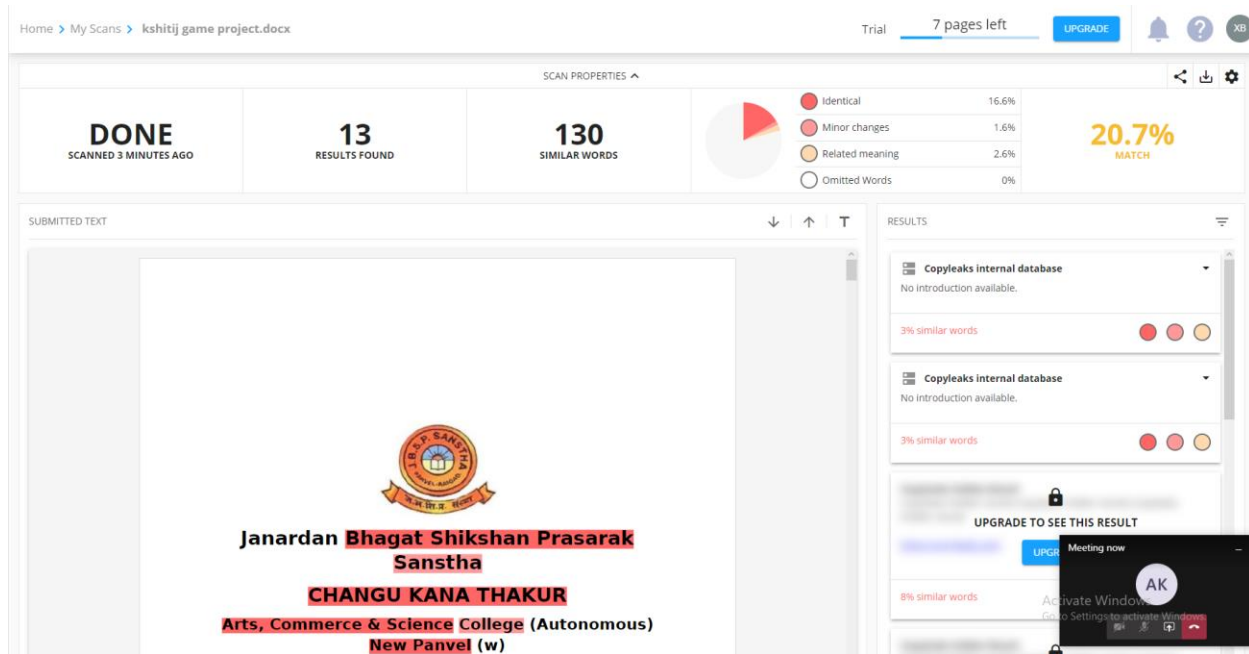 Home > My Scans > kshitij game project.docx
Trial 7 pages left UPGRADE XB
SCAN PROPERTIES
DONE
SCANNED 3 MINUTES AGO
13
RESULTS FOUND
130
SIMILAR WORDS
Identical 16.6%
Minor changes 1.6%
Related meaning 2.6%
Omitted Words 0%
20.7%
MATCH
SUBMITTED TEXT
T
J.B.S.P. SANSTHA
PANVEL-RAIGAD
Janardan Bhagat Shikshan Prasarak
Sanstha
CHANGU KANA THAKUR
Arts, Commerce & Science College (Autonomous)
New Panvel (w)
RESULTS
Copyleaks internal database
No introduction available.
3% similar words
Copyleaks internal database
No introduction available.
3% similar words
UPGRADE TO SEE THIS RESULT
UPGR
8% similar words
Meeting now
AK
Activate Windows
Go to Settings to activate Windows.